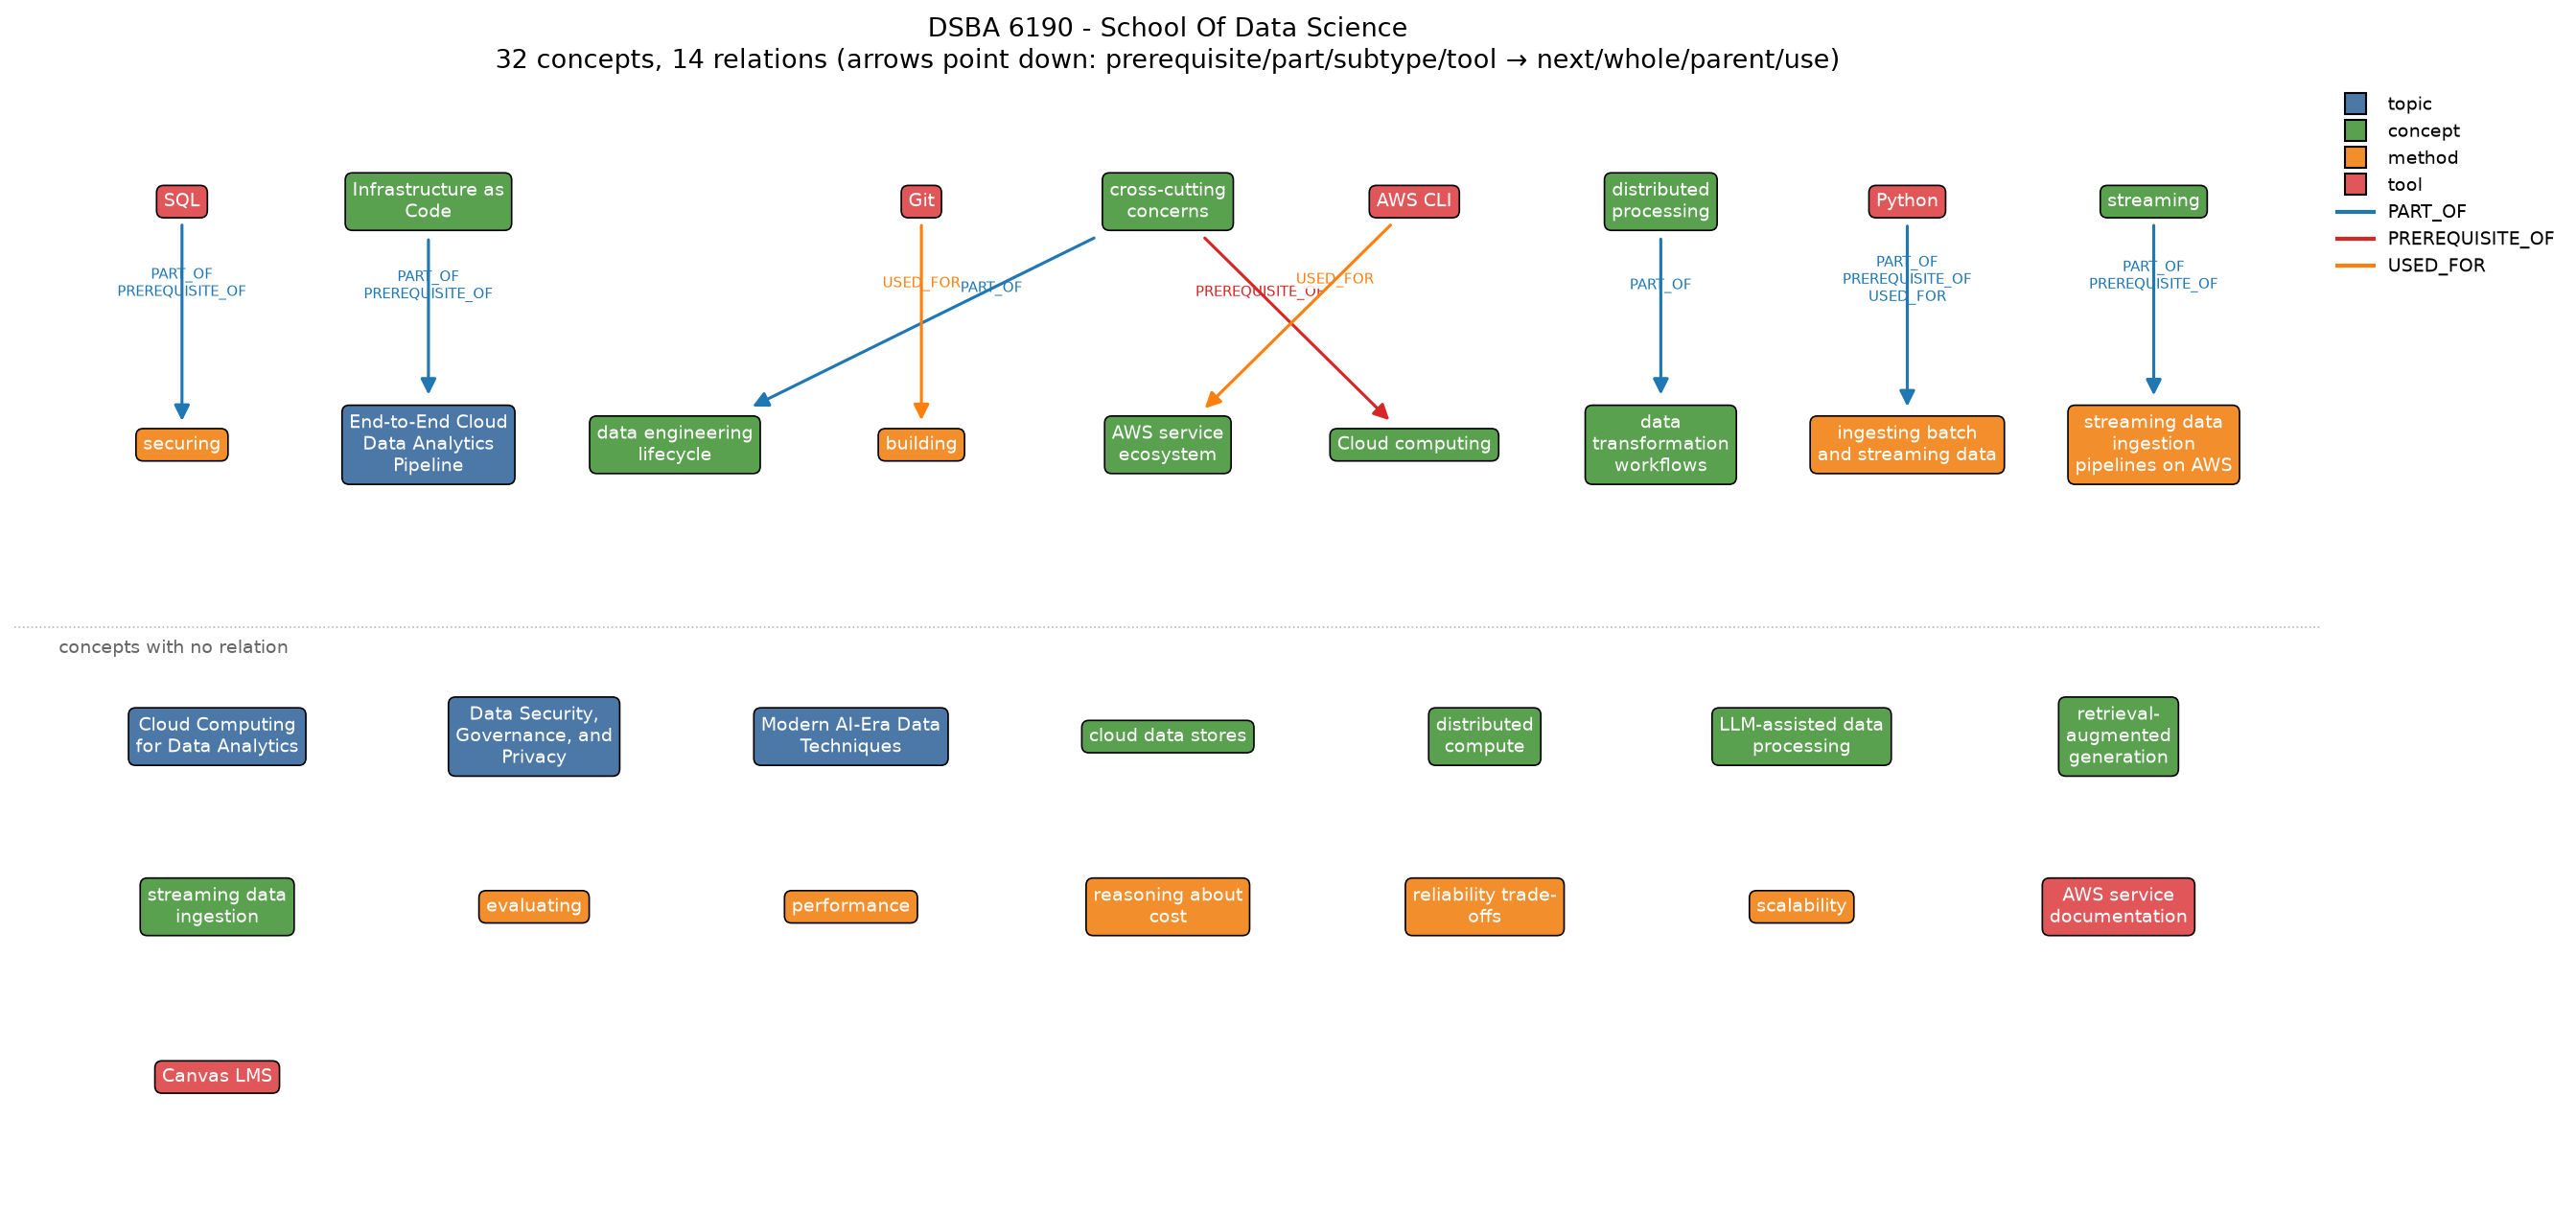 DSBA 6190 - School Of Data Science
32 concepts, 14 relations (arrows point down: prerequisite/part/subtype/tool → next/whole/parent/use)
topic
concept
method
tool
PART_OF
PREREQUISITE_OF
USED_FOR
SQL
Infrastructure as
Code
Git
cross-cutting
concerns
AWS CLI
distributed
processing
Python
streaming
PART_OF
PREREQUISITE_OF
PART_OF
PREREQUISITE_OF
USED_FOR
PART_OF
PREREQUISITE_OF
USED_FOR
PART_OF
PART_OF
PREREQUISITE_OF
USED_FOR
PART_OF
PREREQUISITE_OF
securing
End-to-End Cloud
Data Analytics
Pipeline
data engineering
lifecycle
building
AWS service
ecosystem
Cloud computing
data
transformation
workflows
ingesting batch
and streaming data
streaming data
ingestion
pipelines on AWS
concepts with no relation
Cloud Computing
for Data Analytics
Data Security,
Governance, and
Privacy
Modern AI-Era Data
Techniques
cloud data stores
distributed
compute
LLM-assisted data
processing
retrieval-
augmented
generation
streaming data
ingestion
evaluating
performance
reasoning about
cost
reliability trade-
offs
scalability
AWS service
documentation
Canvas LMS